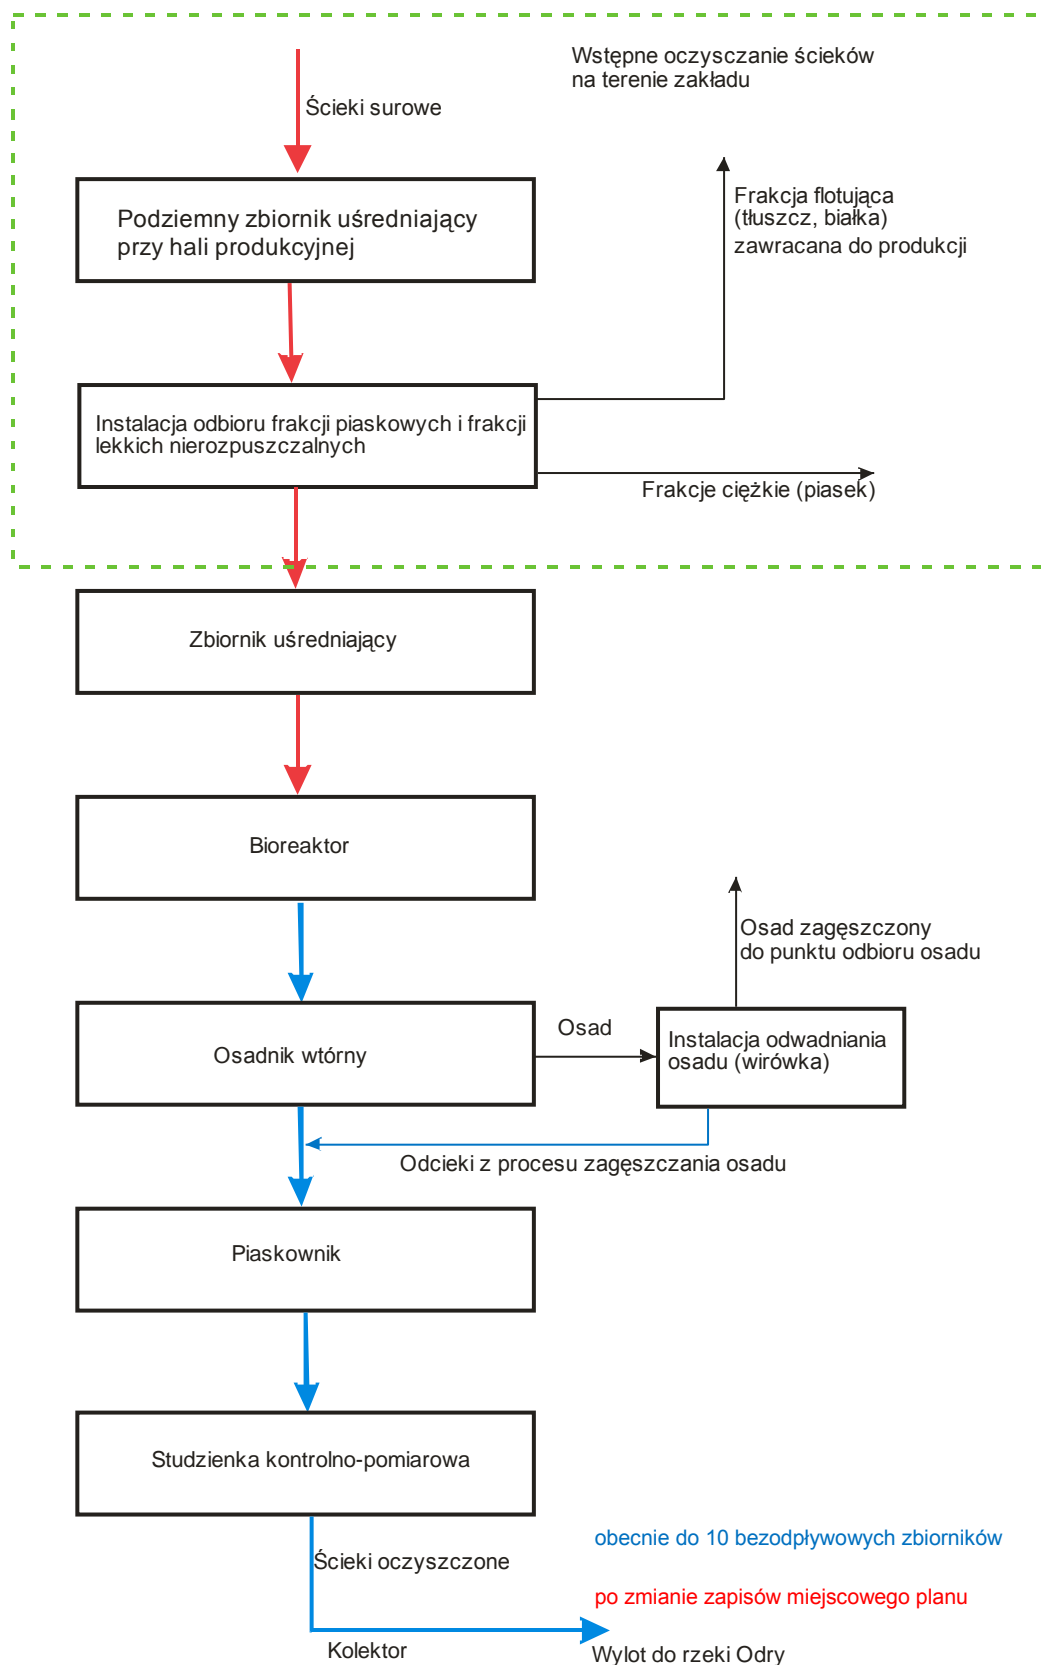 Wstępne oczysczanie ścieków
na terenie zakładu
Ścieki surowe
Podziemny zbiornik uśredniający
przy hali produkcyjnej
Frakcja flotująca
(tłuszcz, białka)
zawracana do produkcji
Instalacja odbioru frakcji piaskowych i frakcji
lekkich nierozpuszczalnych
Frakcje ciężkie (piasek)
Zbiornik uśredniający
Bioreaktor
Osad zagęszczony
do punktu odbioru osadu
Osadnik wtórny
Osad
Instalacja odwadniania
osadu (wirówka)
Odcieki z procesu zagęszczania osadu
Piaskownik
Studzienka kontrolno-pomiarowa
obecnie do 10 bezodpływowych zbiorników
Ścieki oczyszczone
po zmianie zapisów miejscowego planu
Kolektor
Wylot do rzeki Odry